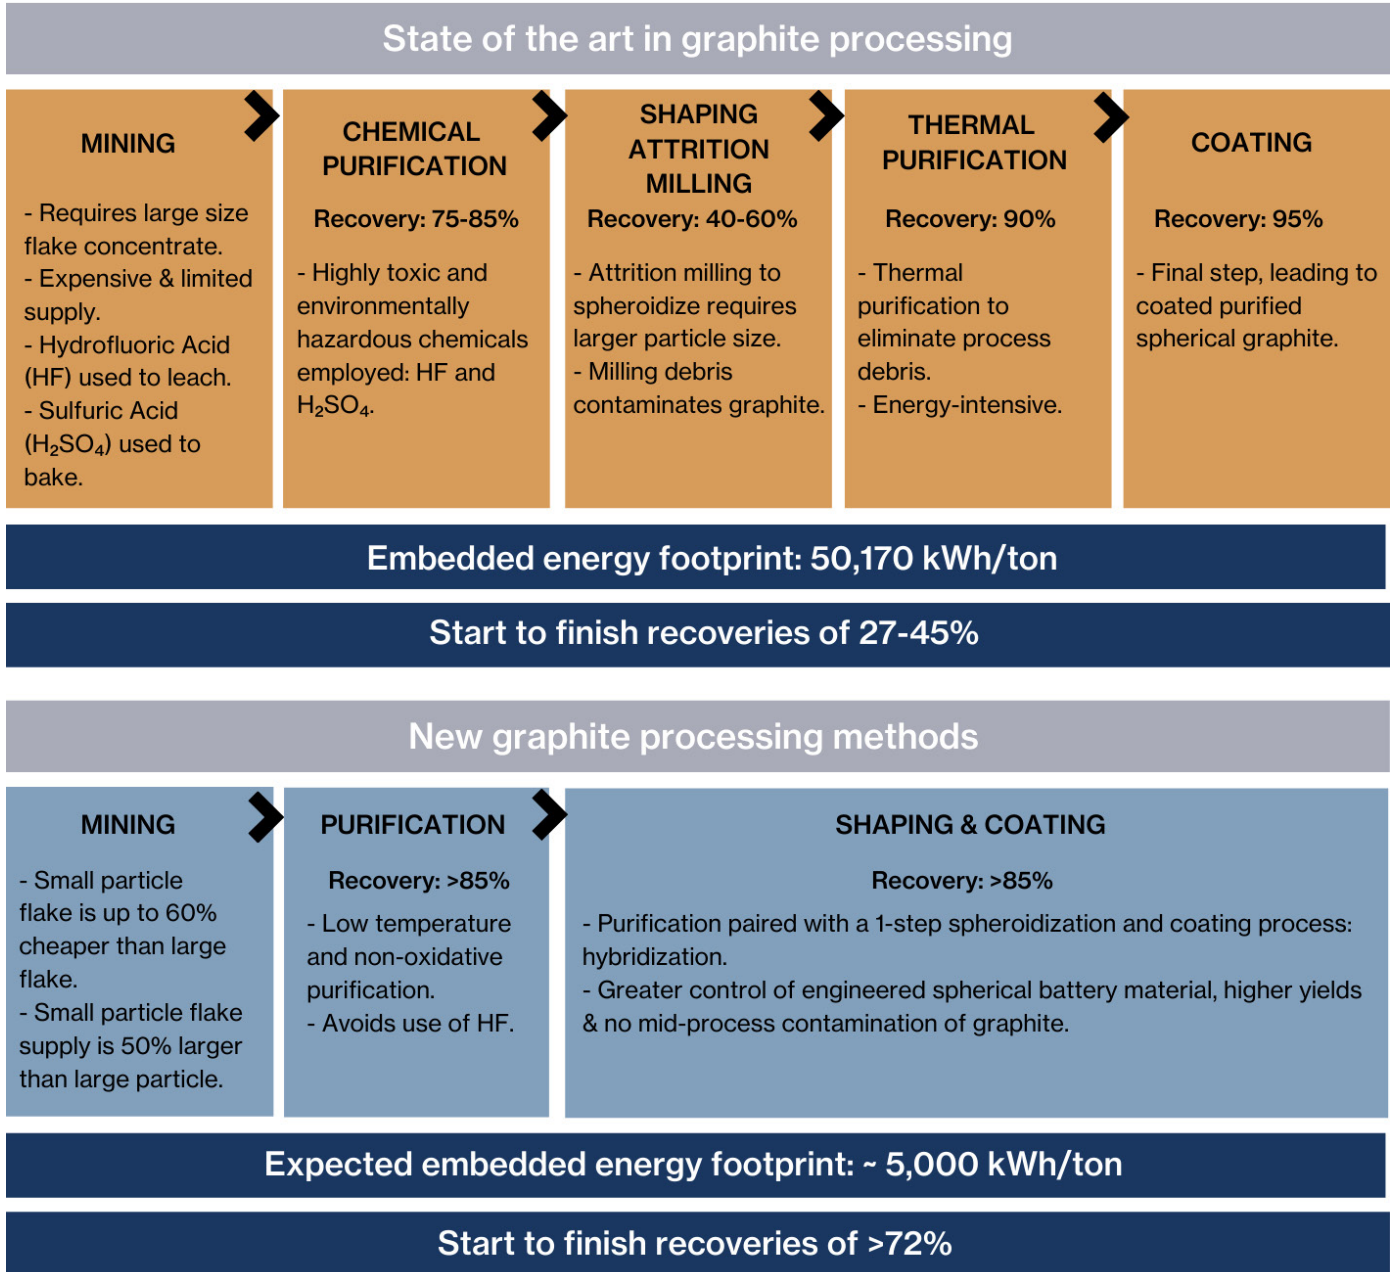 State of the art in graphite processing
MINING
- Requires large size
flake concentrate.
- Expensive & limited
supply.
- Hydrofluoric Acid
(HF) used to leach.
- Sulfuric Acid
(H₂SO₄) used to
bake.
CHEMICAL
PURIFICATION
Recovery: 75-85%
- Highly toxic and
environmentally
hazardous chemicals
employed: HF and
H₂SO₄.
SHAPING
ATTRITION
MILLING
Recovery: 40-60%
- Attrition milling to
spheroidize requires
larger particle size.
- Milling debris
contaminates graphite.
THERMAL
PURIFICATION
Recovery: 90%
- Thermal
purification to
eliminate process
debris.
- Energy-intensive.
COATING
Recovery: 95%
- Final step, leading to
coated purified
spherical graphite.
Embedded energy footprint: 50,170 kWh/ton
Start to finish recoveries of 27-45%
New graphite processing methods
MINING
- Small particle
flake is up to 60%
cheaper than large
flake.
- Small particle flake
supply is 50% larger
than large particle.
PURIFICATION
Recovery: >85%
- Low temperature
and non-oxidative
purification.
- Avoids use of HF.
SHAPING & COATING
Recovery: >85%
- Purification paired with a 1-step spheroidization and coating process:
hybridization.
- Greater control of engineered spherical battery material, higher yields
& no mid-process contamination of graphite.
Expected embedded energy footprint: ~ 5,000 kWh/ton
Start to finish recoveries of >72%